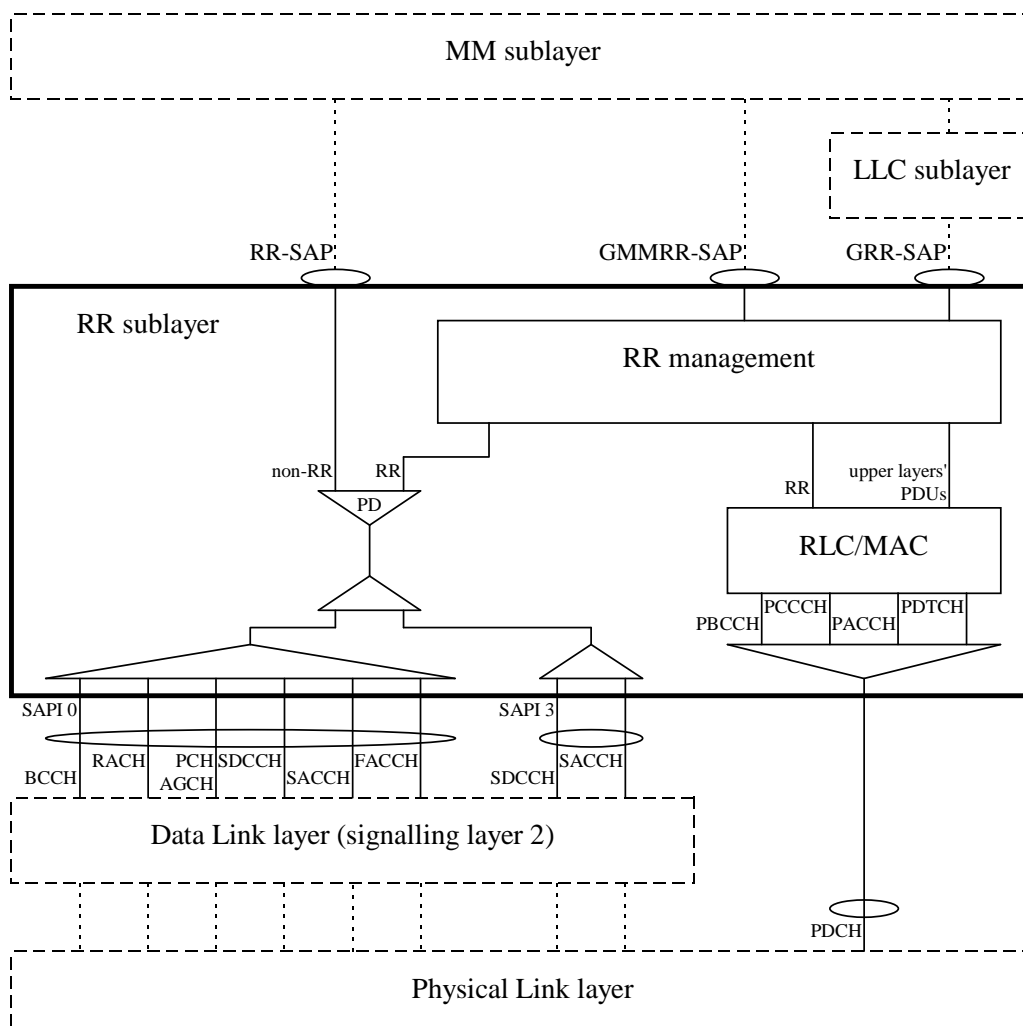 MM sublayer
LLC sublayer
RR-SAP
GMMRR-SAP
GRR-SAP
RR sublayer
RR management
non-RR
RR
RR
upper layers'
PDUs
PD
RLC/MAC
PBCCH
PCCCH
PACCH
PDTCH
SAPI 0
SAPI 3
BCCH
RACH
PCH
AGCH
SDCCH
SACCH
FACCH
SDCCH
SACCH
Data Link layer (signalling layer 2)
PDCH
Physical Link layer